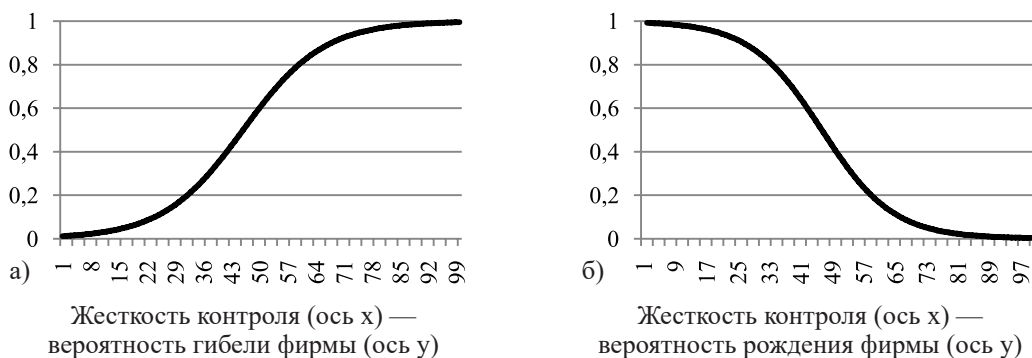 1
0,8
0,6
0,4
0,2
0
а)
1 8 15 22 29 36 43 50 57 64 71 78 85 92 99
Жесткость контроля (ось x) —
вероятность гибели фирмы (ось y)
1
0,8
0,6
0,4
0,2
0
б)
1 9 17 25 33 41 49 57 65 73 81 89 97
Жесткость контроля (ось x) —
вероятность рождения фирмы (ось y)